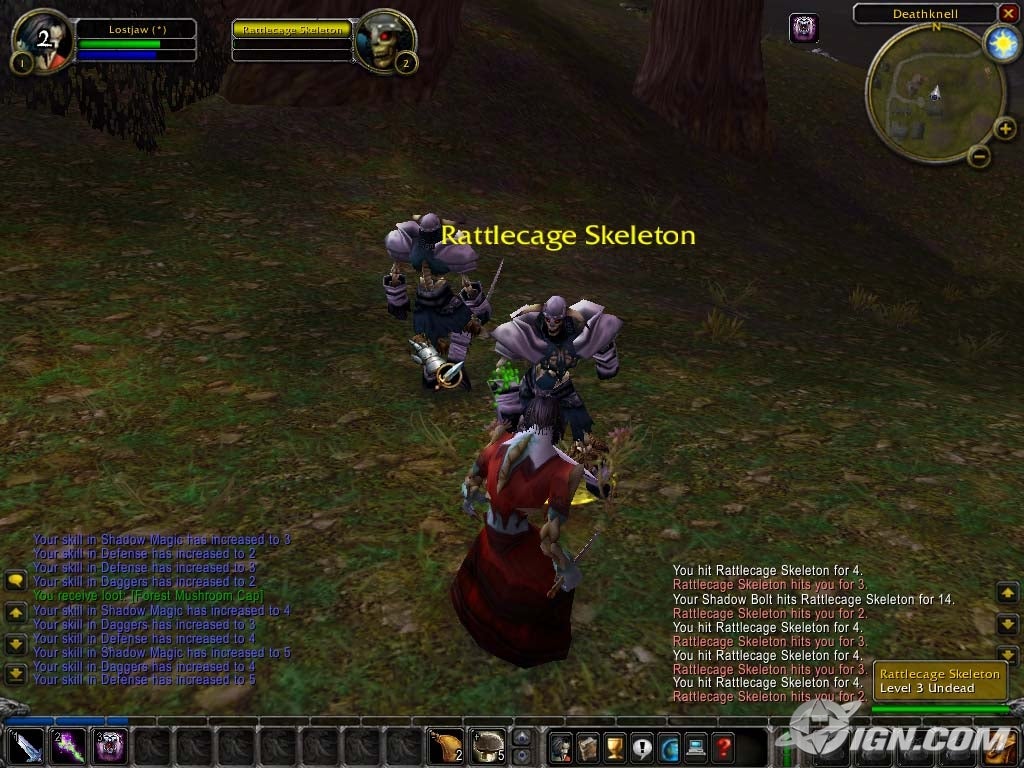 Lostjaw (*)
2
1
Rattlecage Skeleton
2
Deathknell
N
Rattlecage Skeleton
Your skill in Shadow Magic has increased to 3
Your skill in Defense has increased to 2
Your skill in Defense has increased to 3
Your skill in Daggers has increased to 2
You receive loot: [Forest Mushroom Cap]
Your skill in Shadow Magic has increased to 4
Your skill in Daggers has increased to 3
Your skill in Defense has increased to 4
Your skill in Shadow Magic has increased to 5
Your skill in Daggers has increased to 4
Your skill in Defense has increased to 5
You hit Rattlecage Skeleton for 4.
Rattlecage Skeleton hits you for 3.
Your Shadow Bolt hits Rattlecage Skeleton for 14.
Rattlecage Skeleton hits you for 2.
You hit Rattlecage Skeleton for 4.
Rattlecage Skeleton hits you for 3.
You hit Rattlecage Skeleton for 4.
Rattlecage Skeleton hits you for 3
You hit Rattlecage Skeleton for 4.
Rattlecage Skeleton hits you for 2.
Rattlecage Skeleton
Level 3 Undead
2
3
2
5
IGN.COM